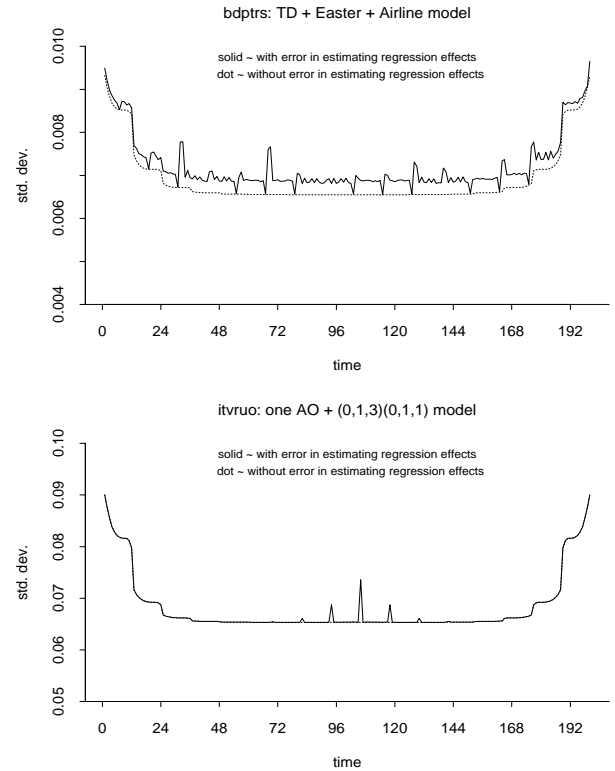 bdptrs: TD + Easter + Airline model
solid ~ with error in estimating regression effects
dot ~ without error in estimating regression effects
std. dev.
0.010
0.008
0.006
0.004
0 24 48 72 96 120 144 168 192
time
itvruo: one AO + (0,1,3)(0,1,1) model
solid ~ with error in estimating regression effects
dot ~ without error in estimating regression effects
std. dev.
0.10
0.09
0.08
0.07
0.06
0.05
0 24 48 72 96 120 144 168 192
time